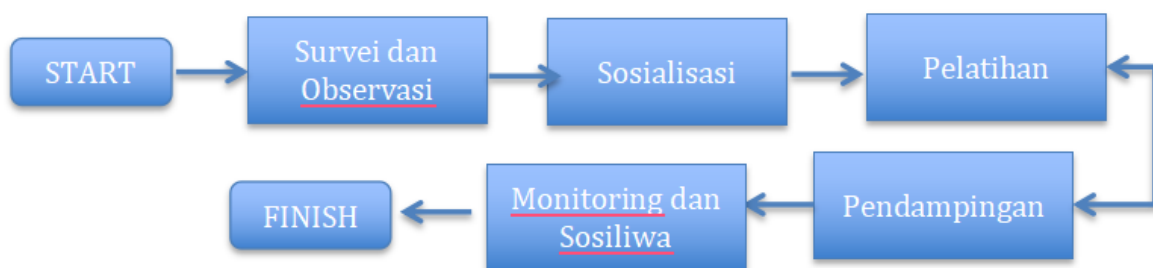 START
Survei dan
Observasi
Sosialisasi
Pelatihan
Pendampingan
Monitoring dan
Sosiliwa
FINISH